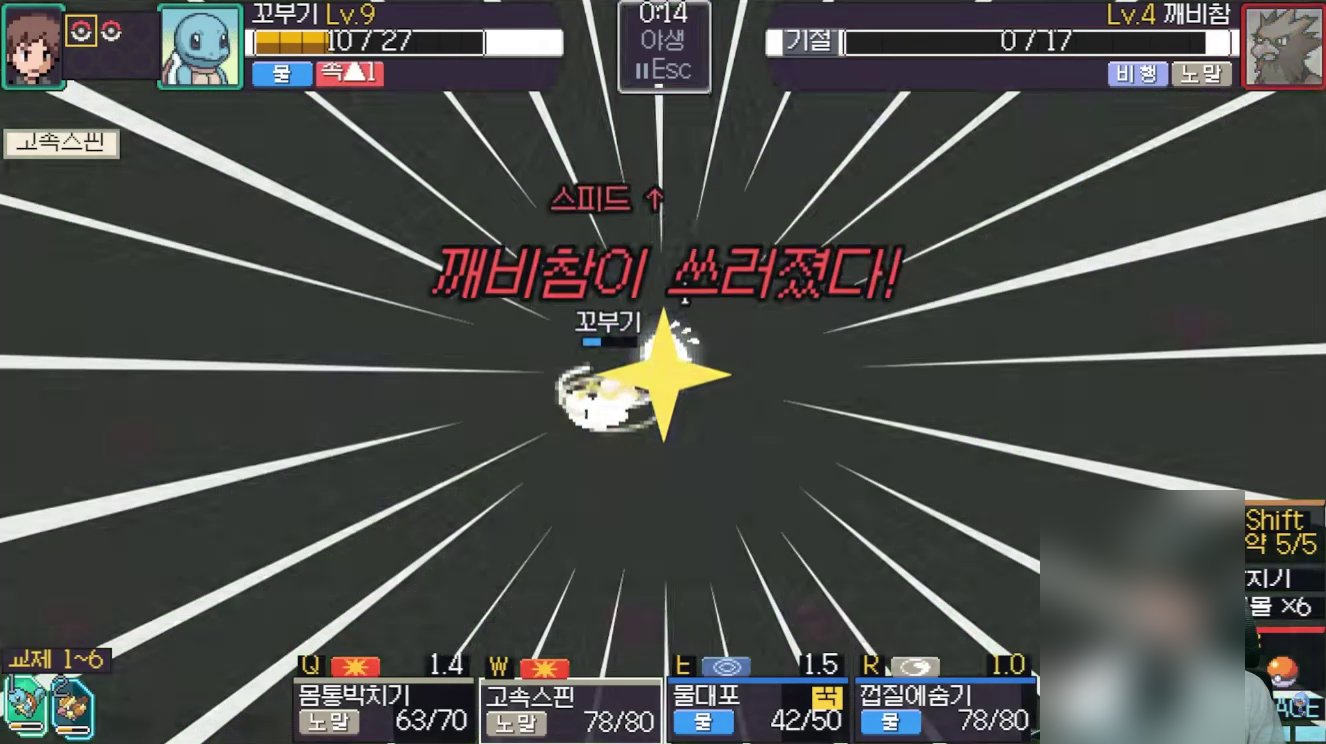 꼬부기 Lv.9
10 / 27
물 속▲1
0:14
야생
Esc
Lv.4 깨비참
기절 0 / 17
비행 노말
고속스핀
스피드 ↑
깨비참이 쓰러졌다!
꼬부기
Shift
약 5/5
치기
몰 ×6
교체 1~6
1 2
Q 1.4
몸통박치기
노말 63/70
W
고속스핀
노말 78/80
E 1.5
물대포
물 42/50
R 1.0
껍질에숨기
물 78/80